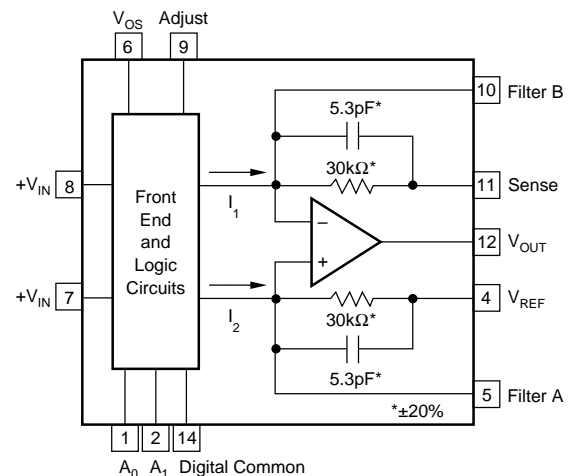 V_OS Adjust
6 9
10 Filter B
5.3pF*
30kΩ*
+V_IN 8
I_1
11 Sense
Front
End
and
Logic
Circuits
–
+
12 V_OUT
+V_IN 7
I_2
30kΩ*
4 V_REF
5.3pF*
*±20%
5 Filter A
1 2 14
A_0 A_1 Digital Common